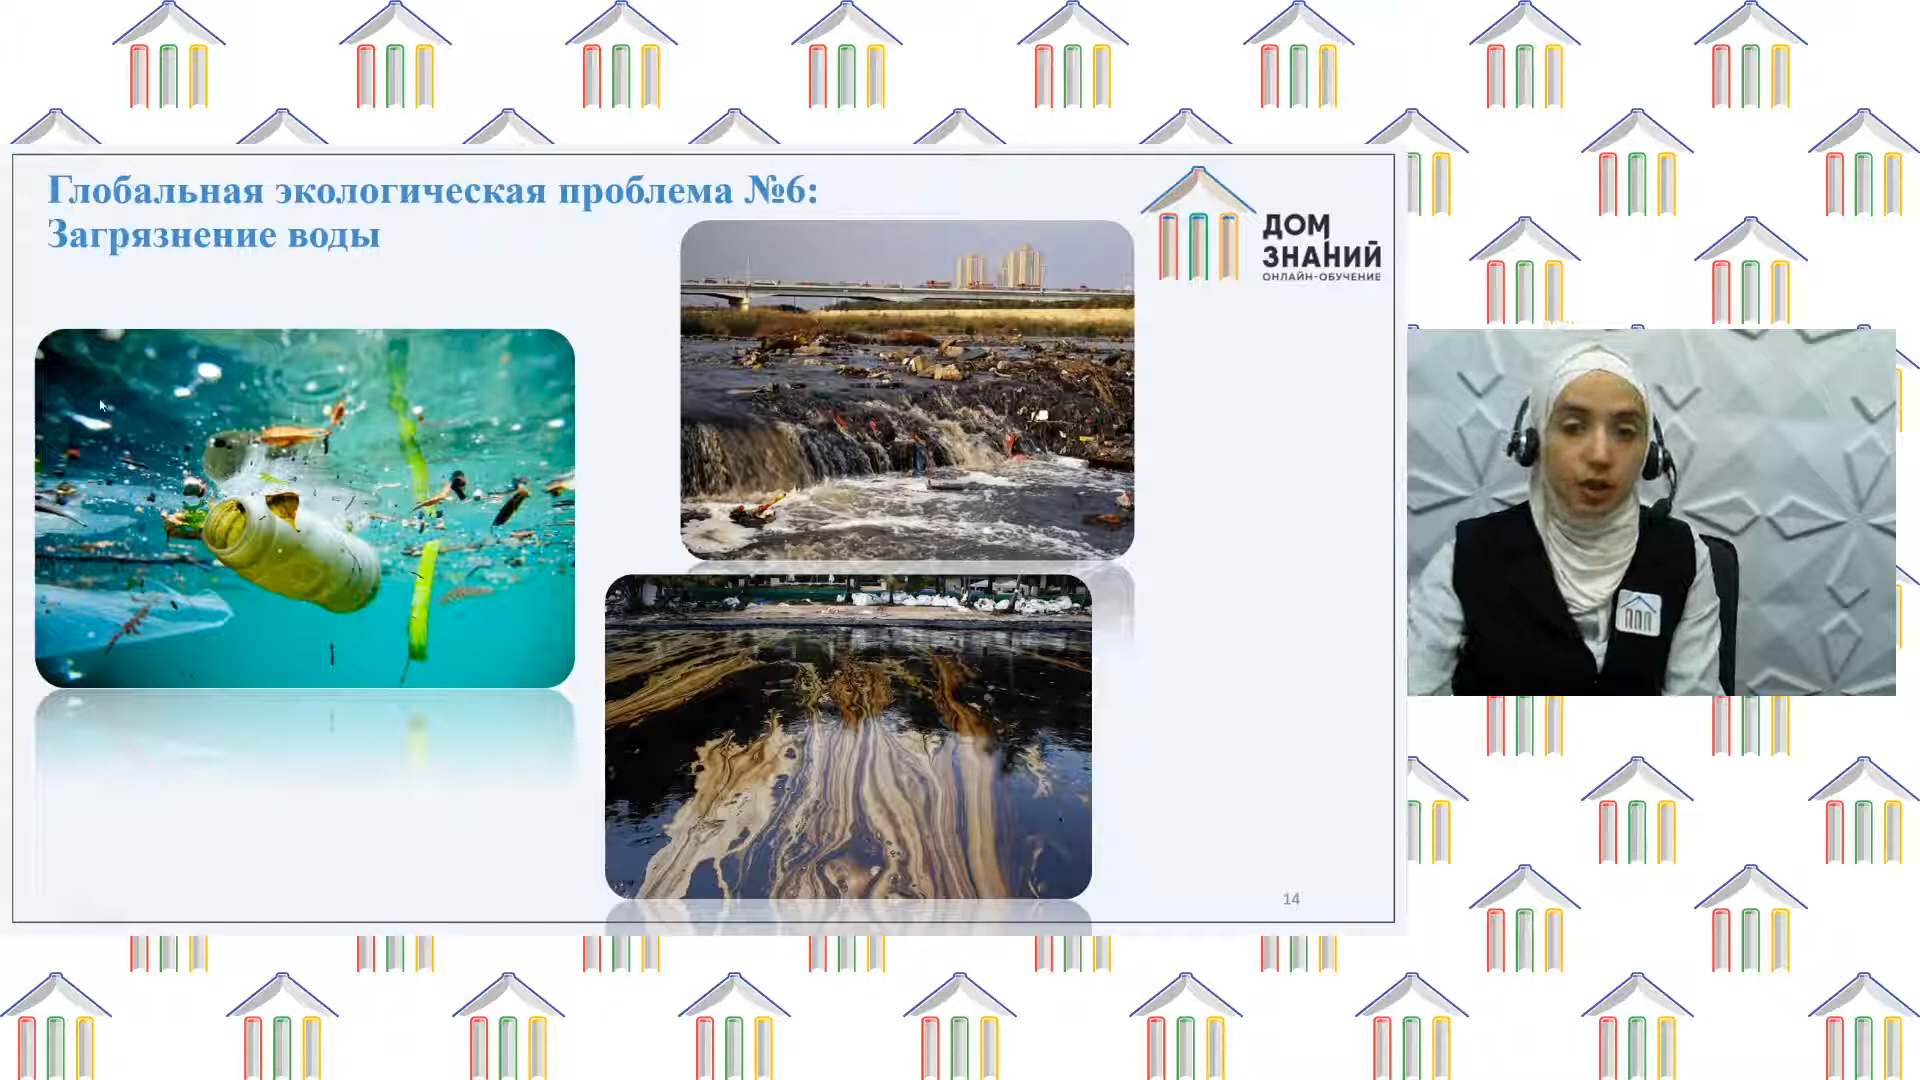 Глобальная экологическая проблема №6:
Загрязнение воды
ДОМ
ЗНАНИЙ
ОНЛАЙН-ОБУЧЕНИЕ
14